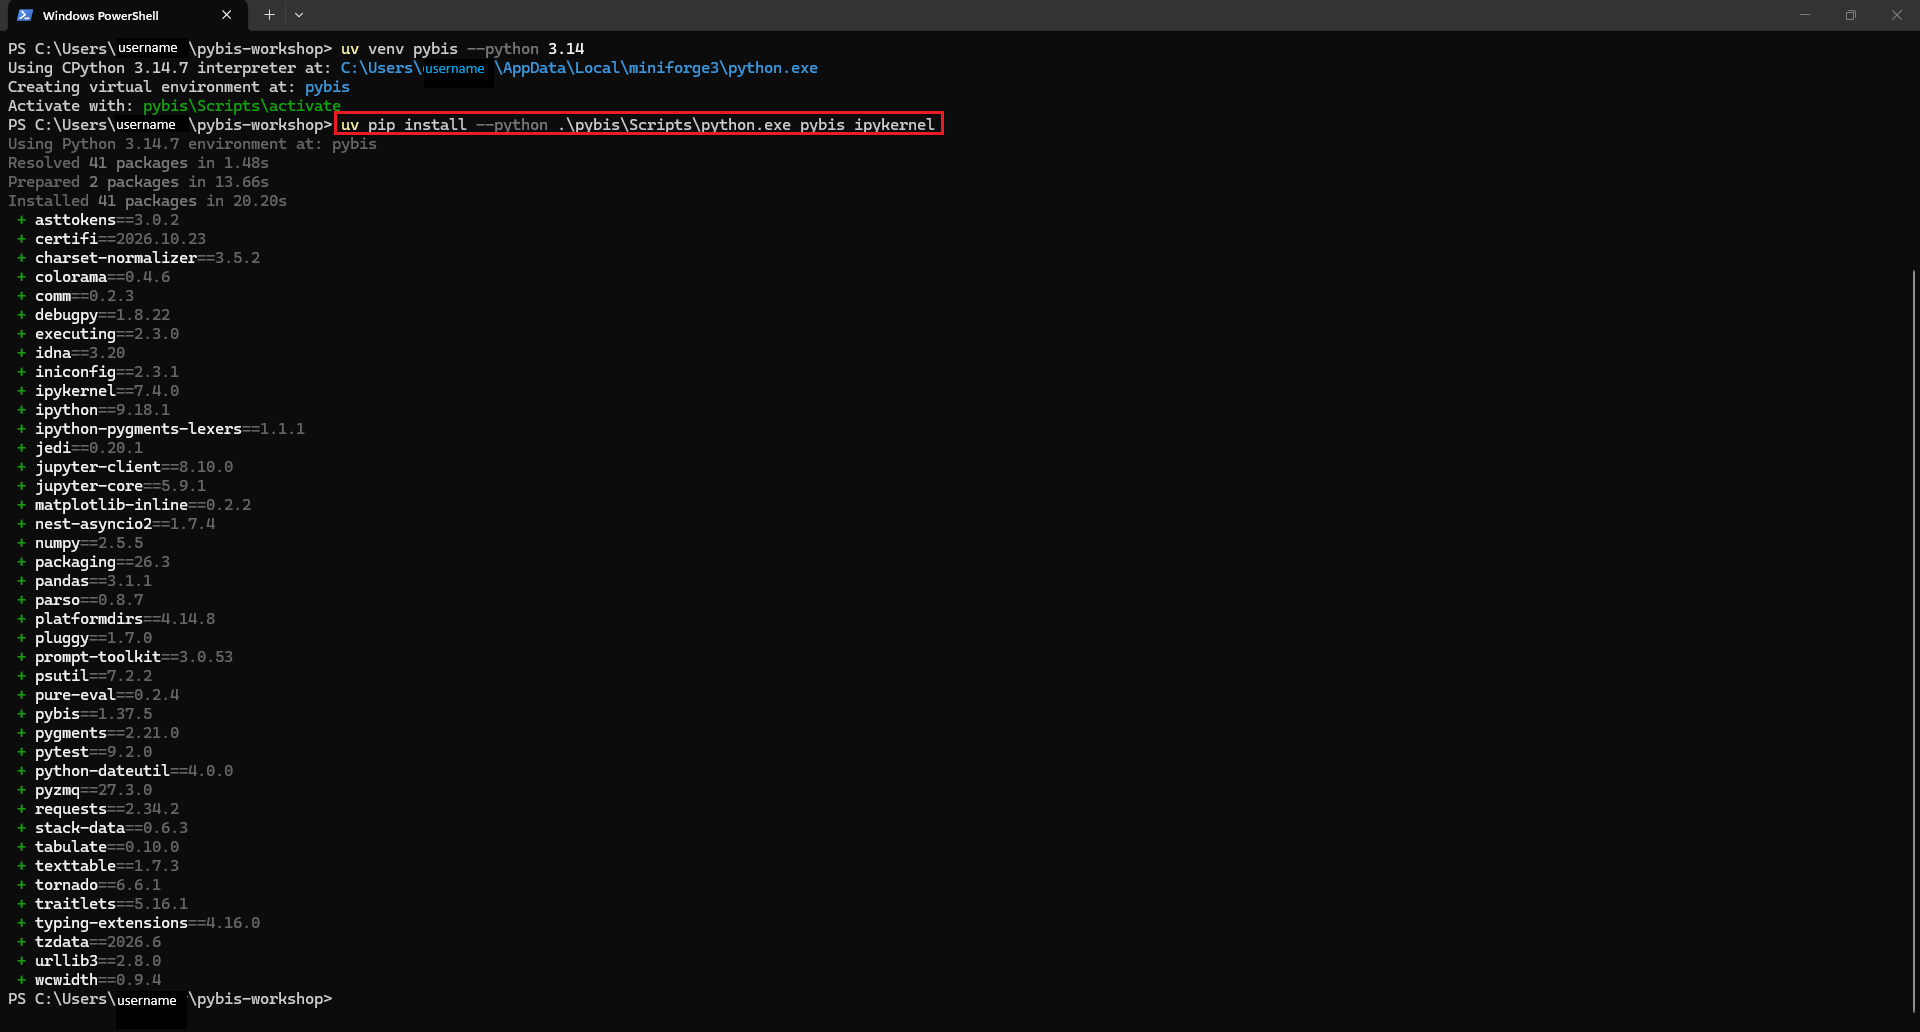 Windows PowerShell
PS C:\Users\username\pybis-workshop> uv venv pybis --python 3.14
Using CPython 3.14.7 interpreter at: C:\Users\username\AppData\Local\miniforge3\python.exe
Creating virtual environment at: pybis
Activate with: pybis\Scripts\activate
PS C:\Users\username\pybis-workshop> uv pip install --python .\pybis\Scripts\python.exe pybis ipykernel
Using Python 3.14.7 environment at: pybis
Resolved 41 packages in 1.48s
Prepared 2 packages in 13.66s
Installed 41 packages in 20.20s
+ asttokens==3.0.2
+ certifi==2026.10.23
+ charset-normalizer==3.5.2
+ colorama==0.4.6
+ comm==0.2.3
+ debugpy==1.8.22
+ executing==2.3.0
+ idna==3.20
+ iniconfig==2.3.1
+ ipykernel==7.4.0
+ ipython==9.18.1
+ ipython-pygments-lexers==1.1.1
+ jedi==0.20.1
+ jupyter-client==8.10.0
+ jupyter-core==5.9.1
+ matplotlib-inline==0.2.2
+ nest-asyncio2==1.7.4
+ numpy==2.5.5
+ packaging==26.3
+ pandas==3.1.1
+ parso==0.8.7
+ platformdirs==4.14.8
+ pluggy==1.7.0
+ prompt-toolkit==3.0.53
+ psutil==7.2.2
+ pure-eval==0.2.4
+ pybis==1.37.5
+ pygments==2.21.0
+ pytest==9.2.0
+ python-dateutil==4.0.0
+ pyzmq==27.3.0
+ requests==2.34.2
+ stack-data==0.6.3
+ tabulate==0.10.0
+ texttable==1.7.3
+ tornado==6.6.1
+ traitlets==5.16.1
+ typing-extensions==4.16.0
+ tzdata==2026.6
+ urllib3==2.8.0
+ wcwidth==0.9.4
PS C:\Users\username\pybis-workshop>